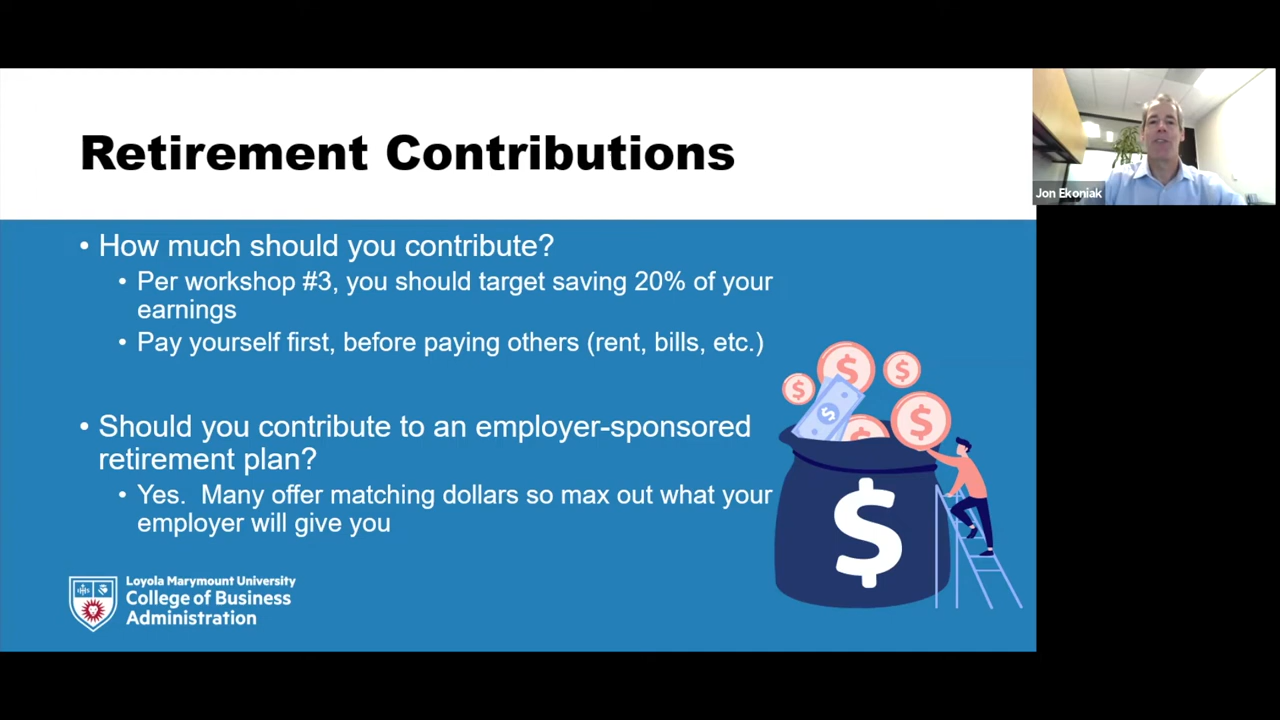 Retirement Contributions
Jon Ekoniak
• How much should you contribute?
• Per workshop #3, you should target saving 20% of your
earnings
• Pay yourself first, before paying others (rent, bills, etc.)
• Should you contribute to an employer-sponsored
retirement plan?
• Yes.  Many offer matching dollars so max out what your
employer will give you
$
$
$
$
$
$
IHS
Loyola Marymount University
College of Business
Administration